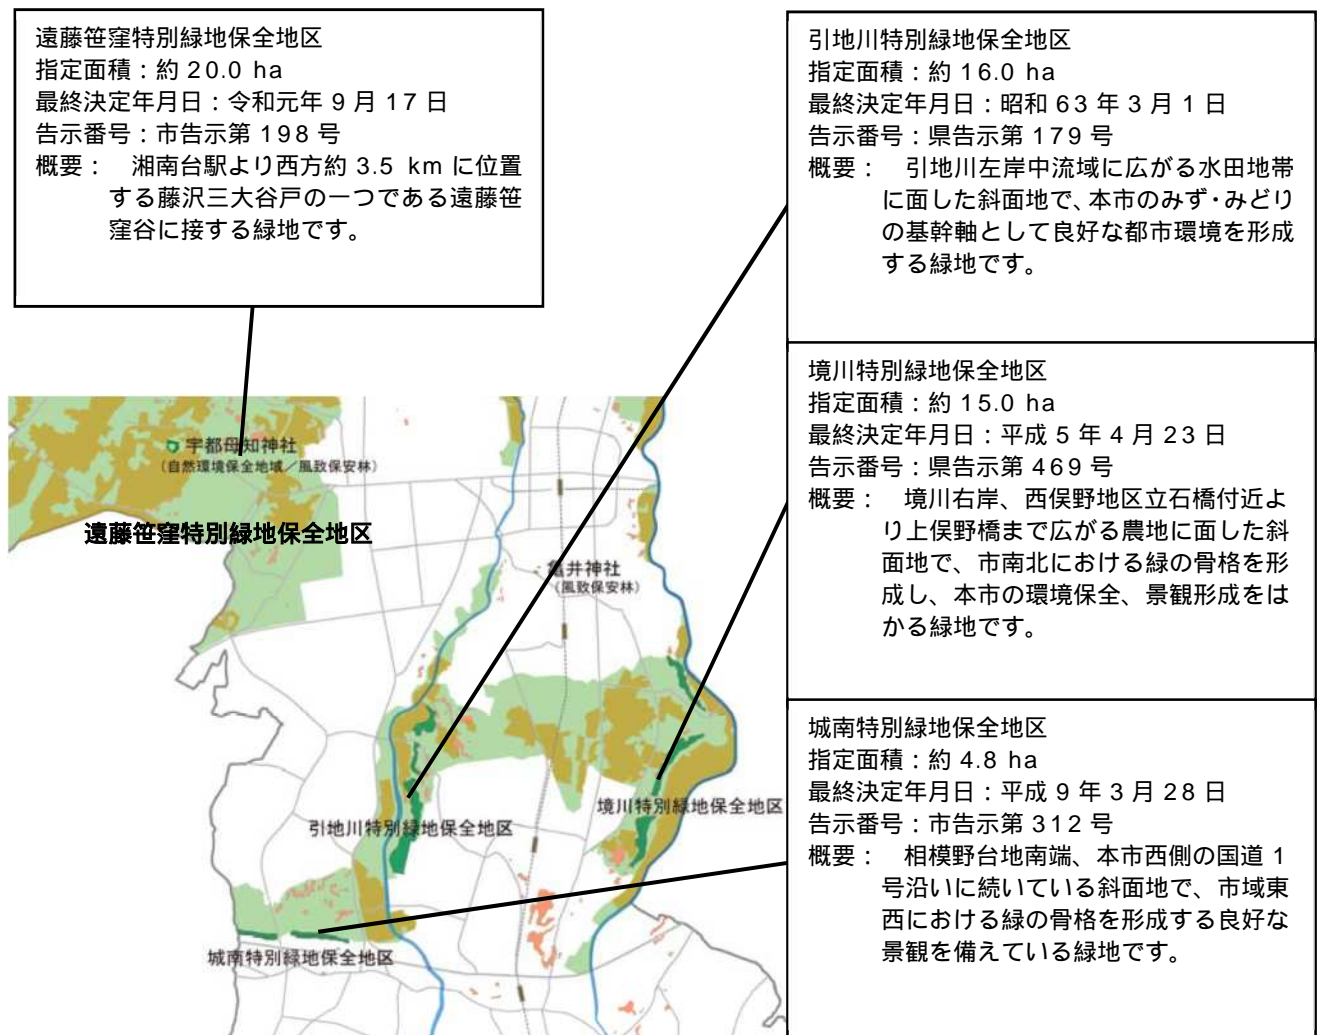 遠藤笹窪特別緑地保全地区
指定面積：約 20.0 ha
最終決定年月日：令和元年 9 月 17 日
告示番号：市告示第 198 号
概要： 湘南台駅より西方約 3.5 km に位置
する藤沢三大谷戸の一つである遠藤笹
窪谷に接する緑地です。
引地川特別緑地保全地区
指定面積：約 16.0 ha
最終決定年月日：昭和 63 年 3 月 1 日
告示番号：県告示第 179 号
概要： 引地川左岸中流域に広がる水田地帯
に面した斜面地で、本市のみず・みどり
の基幹軸として良好な都市環境を形成
する緑地です。
境川特別緑地保全地区
指定面積：約 15.0 ha
最終決定年月日：平成 5 年 4 月 23 日
告示番号：県告示第 469 号
概要： 境川右岸、西俣野地区立石橋付近よ
り上俣野橋まで広がる農地に面した斜
面地で、市南北における緑の骨格を形
成し、本市の環境保全、景観形成をは
かる緑地です。
城南特別緑地保全地区
指定面積：約 4.8 ha
最終決定年月日：平成 9 年 3 月 28 日
告示番号：市告示第 312 号
概要： 相模野台地南端、本市西側の国道 1
号沿いに続いている斜面地で、市域東
西における緑の骨格を形成する良好な
景観を備えている緑地です。
宇都母知神社
（自然環境保全地域／風致保安林）
遠藤笹窪特別緑地保全地区
亀井神社
（風致保安林）
境川特別緑地保全地区
引地川特別緑地保全地区
城南特別緑地保全地区